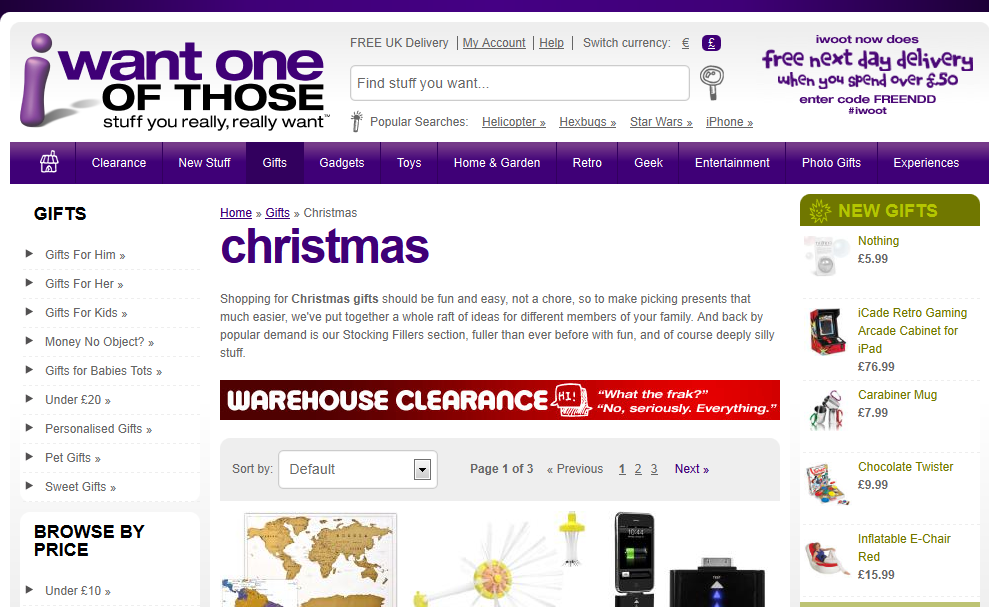 i want one
OF THOSE
stuff you really, really want™
FREE UK Delivery | My Account | Help | Switch currency: € £
Find stuff you want...
Popular Searches: Helicopter » Hexbugs » Star Wars » iPhone »
iwoot now does
free next day delivery
when you spend over £50
enter code FREENDD
#iwoot
Clearance New Stuff Gifts Gadgets Toys Home & Garden Retro Geek Entertainment Photo Gifts Experiences
GIFTS
Gifts For Him »
Gifts For Her »
Gifts For Kids »
Money No Object? »
Gifts for Babies Tots »
Under £20 »
Personalised Gifts »
Pet Gifts »
Sweet Gifts »
BROWSE BY
PRICE
Under £10 »
Home » Gifts » Christmas
christmas
Shopping for Christmas gifts should be fun and easy, not a chore, so to make picking presents that
much easier, we've put together a whole raft of ideas for different members of your family. And back by
popular demand is our Stocking Fillers section, fuller than ever before with fun, and of course deeply silly
stuff.
WAREHOUSE CLEARANCE HI! "What the frak?"
"No, seriously. Everything."
Sort by: Default Page 1 of 3 « Previous 1 2 3 Next »
10:44
TEST
NEW GIFTS
Nothing
£5.99
iCade Retro Gaming
Arcade Cabinet for
iPad
£76.99
Carabiner Mug
£7.99
Chocolate Twister
£9.99
Inflatable E-Chair
Red
£15.99